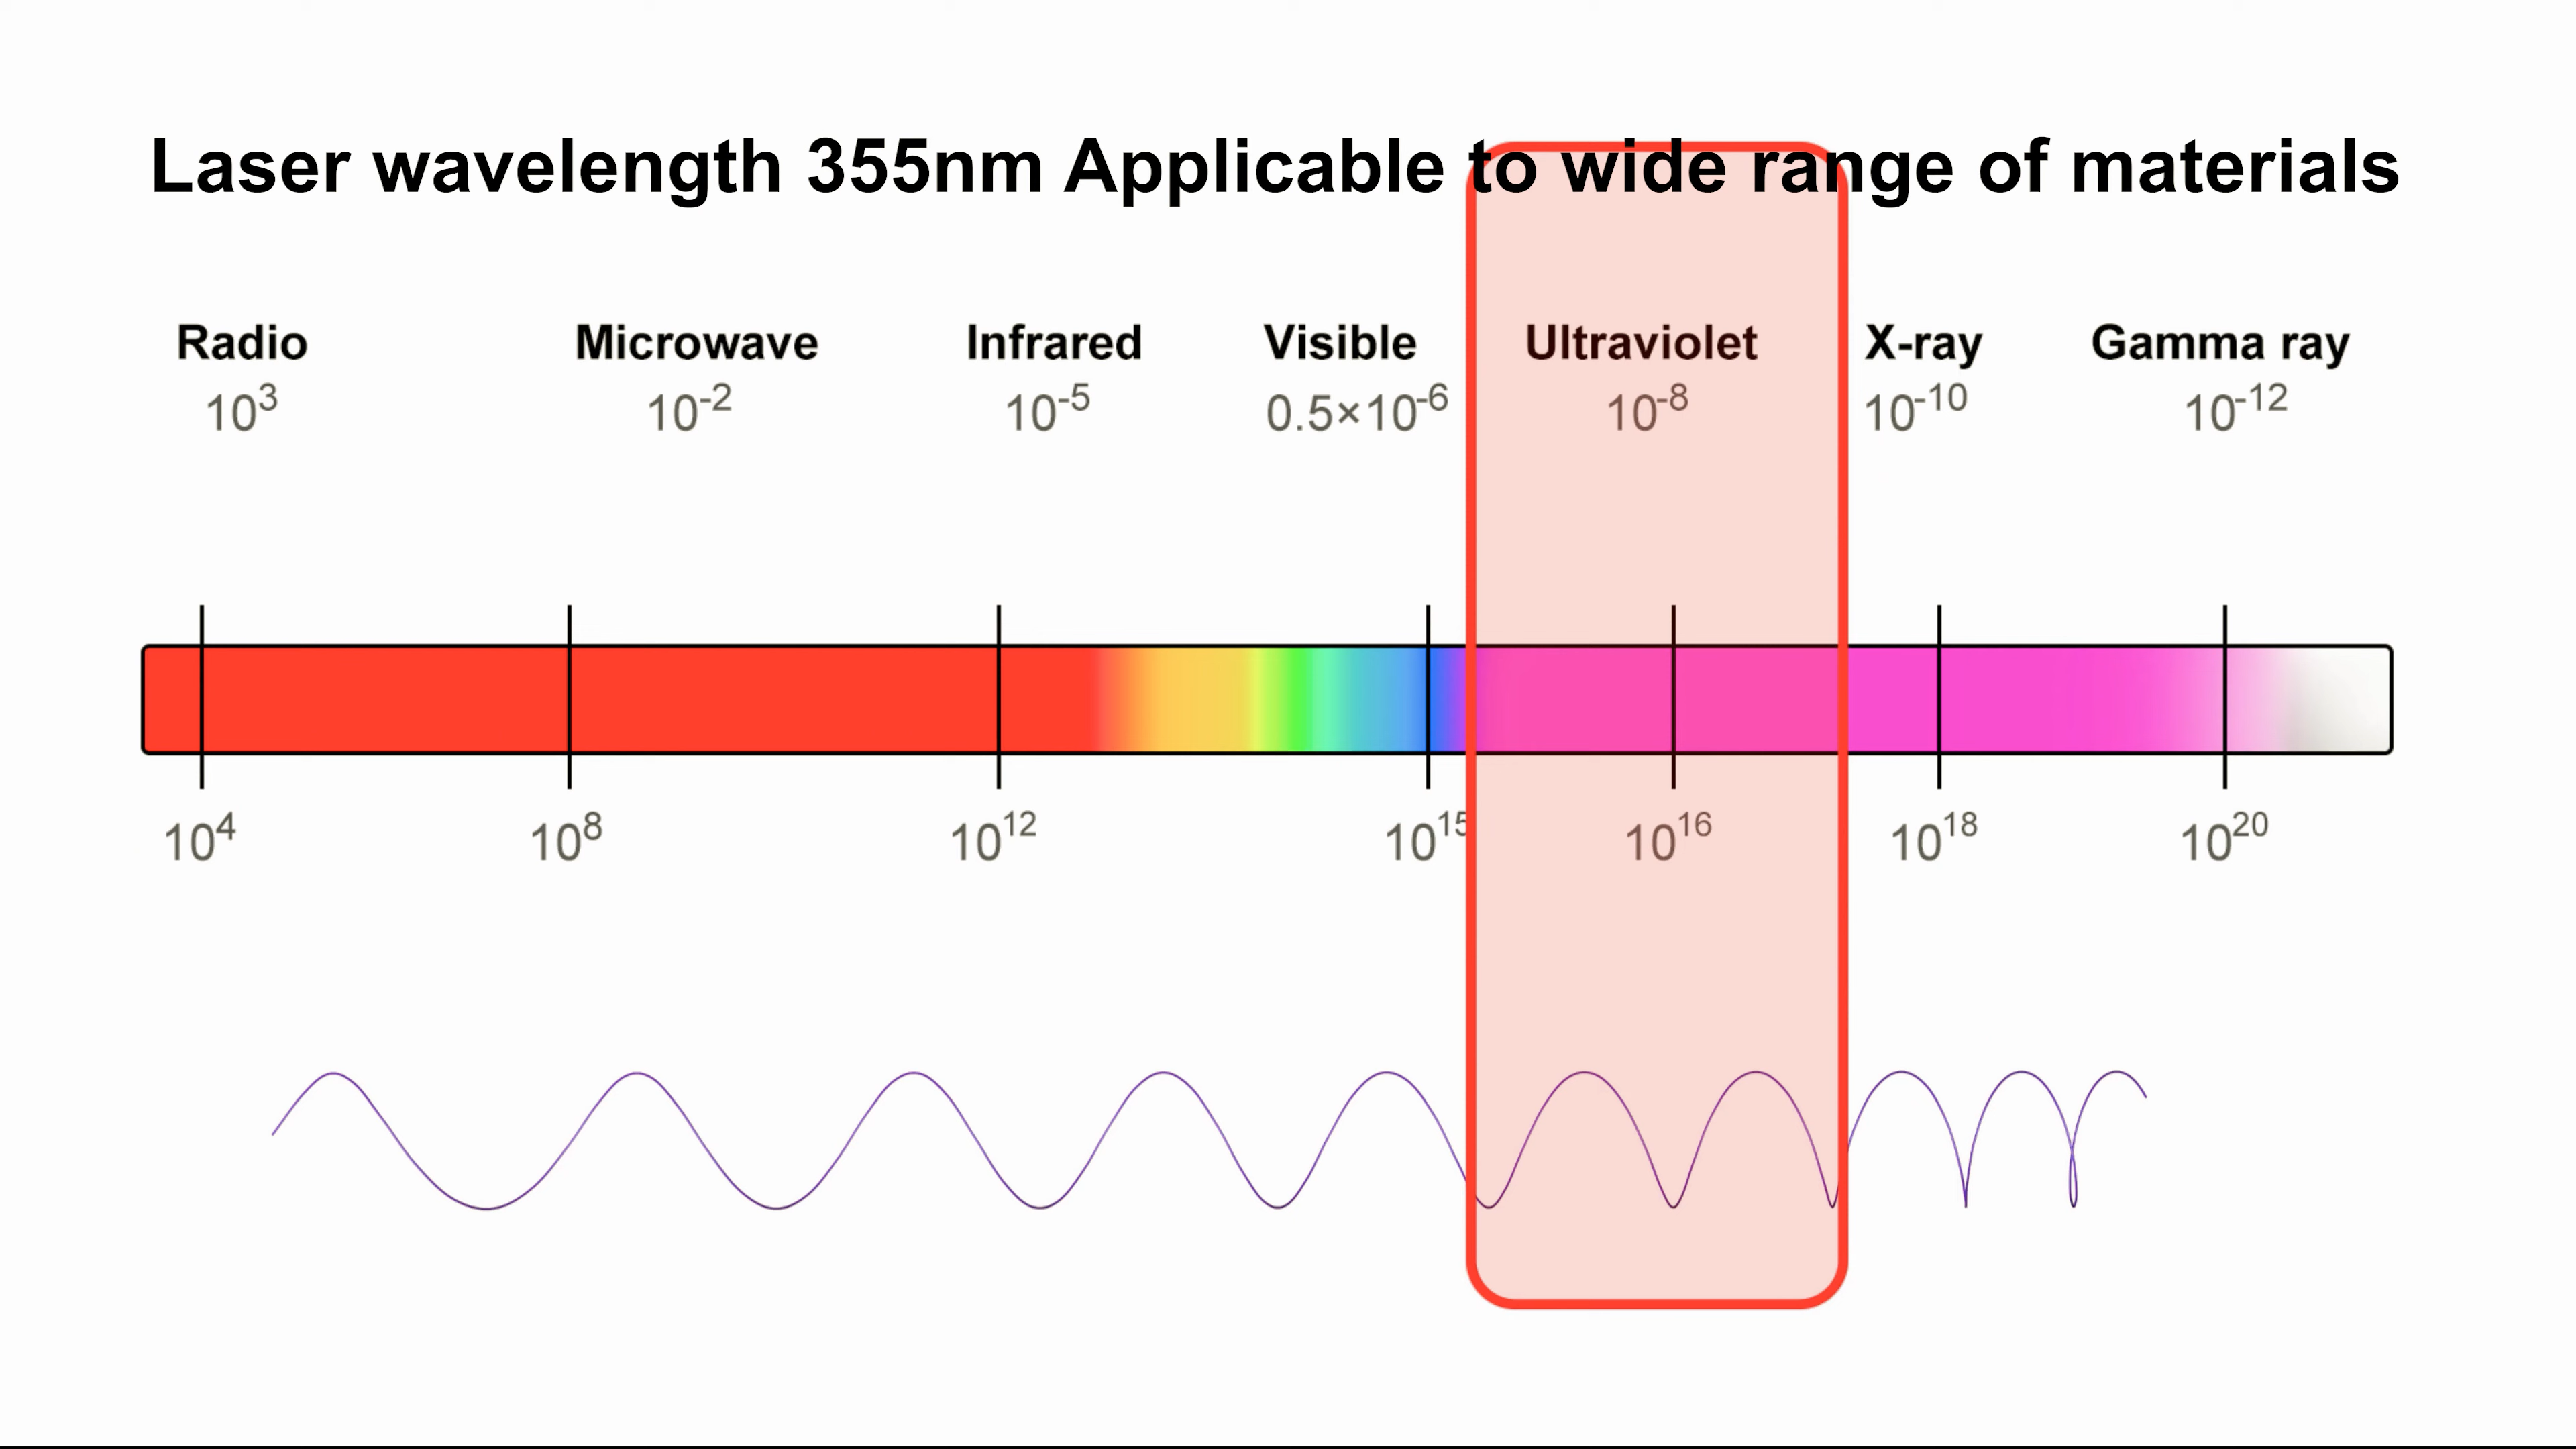 Laser wavelength 355nm Applicable to wide range of materials
Radio Microwave Infrared Visible Ultraviolet X-ray Gamma ray
10³ 10⁻² 10⁻⁵ 0.5×10⁻⁶ 10⁻⁸ 10⁻¹⁰ 10⁻¹²
10⁴ 10⁸ 10¹² 10¹⁵ 10¹⁶ 10¹⁸ 10²⁰